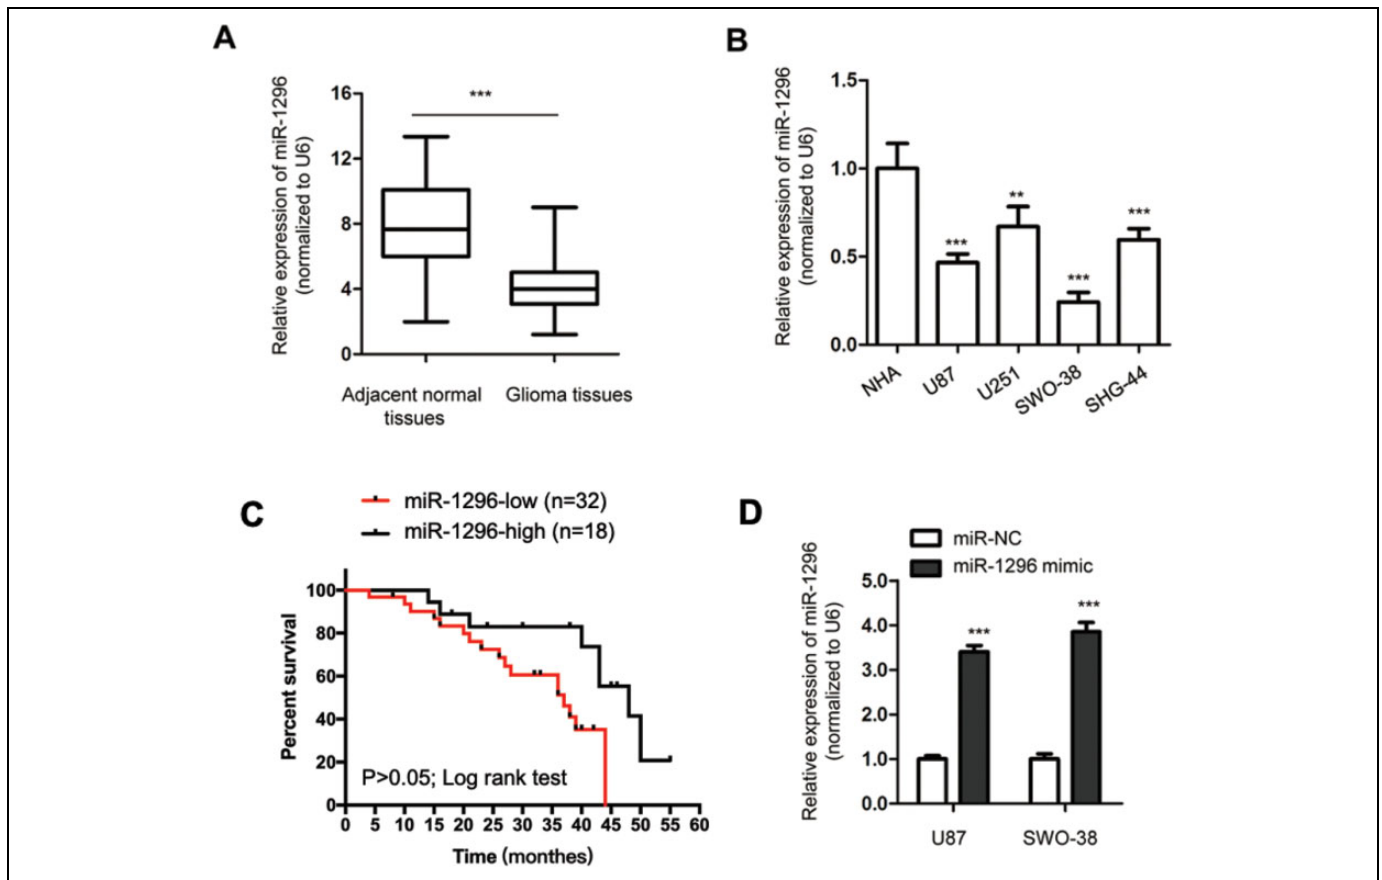 A
Relative expression of miR-1296
(normalized to U6)
16
12
8
4
0
***
Adjacent normal
tissues
Glioma tissues
B
Relative expression of miR-1296
(normalized to U6)
1.5
1.0
0.5
0.0
***
**
***
***
NHA
U87
U251
SWO-38
SHG-44
C
miR-1296-low (n=32)
miR-1296-high (n=18)
Percent survival
100
80
60
40
20
0
P>0.05; Log rank test
0 5 10 15 20 25 30 35 40 45 50 55 60
Time (monthes)
D
miR-NC
miR-1296 mimic
Relative expression of miR-1296
(normalized to U6)
5.0
4.0
3.0
2.0
1.0
0.0
***
***
U87
SWO-38